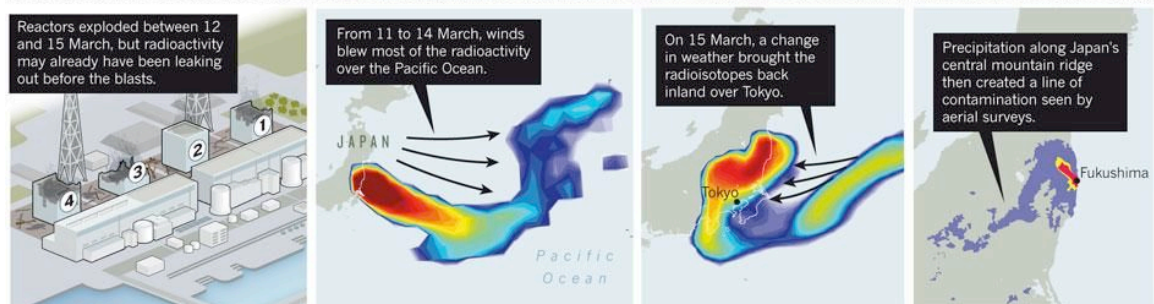 Reactors exploded between 12
and 15 March, but radioactivity
may already have been leaking
out before the blasts.
1
2
3
4
From 11 to 14 March, winds
blew most of the radioactivity
over the Pacific Ocean.
JAPAN
Pacific
Ocean
On 15 March, a change
in weather brought the
radioisotopes back
inland over Tokyo.
Tokyo
Precipitation along Japan's
central mountain ridge
then created a line of
contamination seen by
aerial surveys.
Fukushima